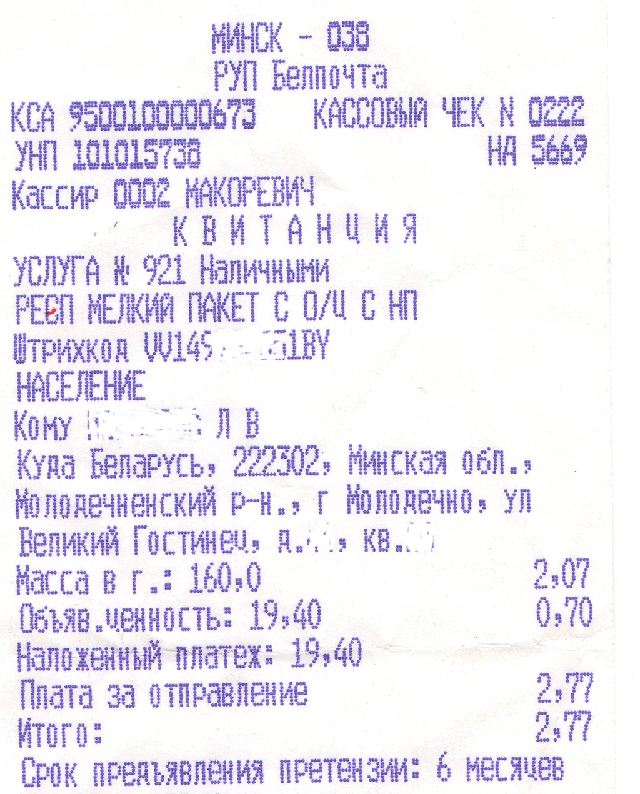 МИНСК - 038
РУП Белпочта
КСА 9500100000673 КАССОВЫЙ ЧЕК N 0222
УНП 101015738 НА 5669
Кассир 0002 МАКОРЕВИЧ
КВИТАНЦИЯ
УСЛУГА № 921 Наличными
РЕСП МЕЛКИЙ ПАКЕТ С О/Ц С НП
Штрихкод
НАСЕЛЕНИЕ
Кому Л В
Куда Беларусь, 222302, Минская обл.,
Молодечненский р-н., г Молодечно, ул
Великий Гостинец, д. , кв.
Масса в г.: 160,0 2,07
Объяв.ценность: 19,40 0,70
Наложенный платеж: 19,40
Плата за отправление 2,77
Итого: 2,77
Срок предъявления претензии: 6 месяцев